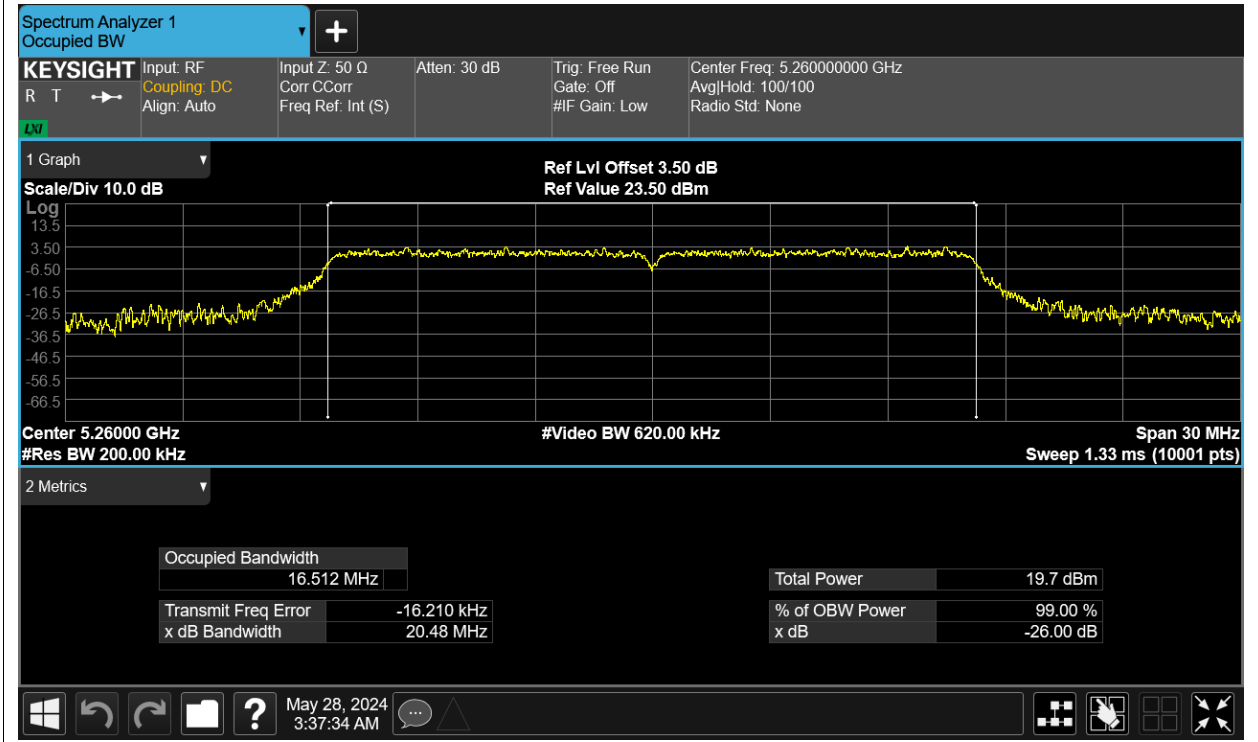 Spectrum Analyzer 1
Occupied BW
KEYSIGHT Input: RF Input Z: 50 Ω Atten: 30 dB Trig: Free Run Center Freq: 5.260000000 GHz
R T Coupling: DC Corr CCorr Gate: Off Avg|Hold: 100/100
Align: Auto Freq Ref: Int (S) #IF Gain: Low Radio Std: None
LXI
1 Graph
Ref Lvl Offset 3.50 dB
Scale/Div 10.0 dB Ref Value 23.50 dBm
Log
13.5
3.50
-6.50
-16.5
-26.5
-36.5
-46.5
-56.5
-66.5
Center 5.26000 GHz #Video BW 620.00 kHz Span 30 MHz
#Res BW 200.00 kHz Sweep 1.33 ms (10001 pts)
2 Metrics
Occupied Bandwidth
16.512 MHz Total Power 19.7 dBm
Transmit Freq Error -16.210 kHz % of OBW Power 99.00 %
x dB Bandwidth 20.48 MHz x dB -26.00 dB
? May 28, 2024
3:37:34 AM